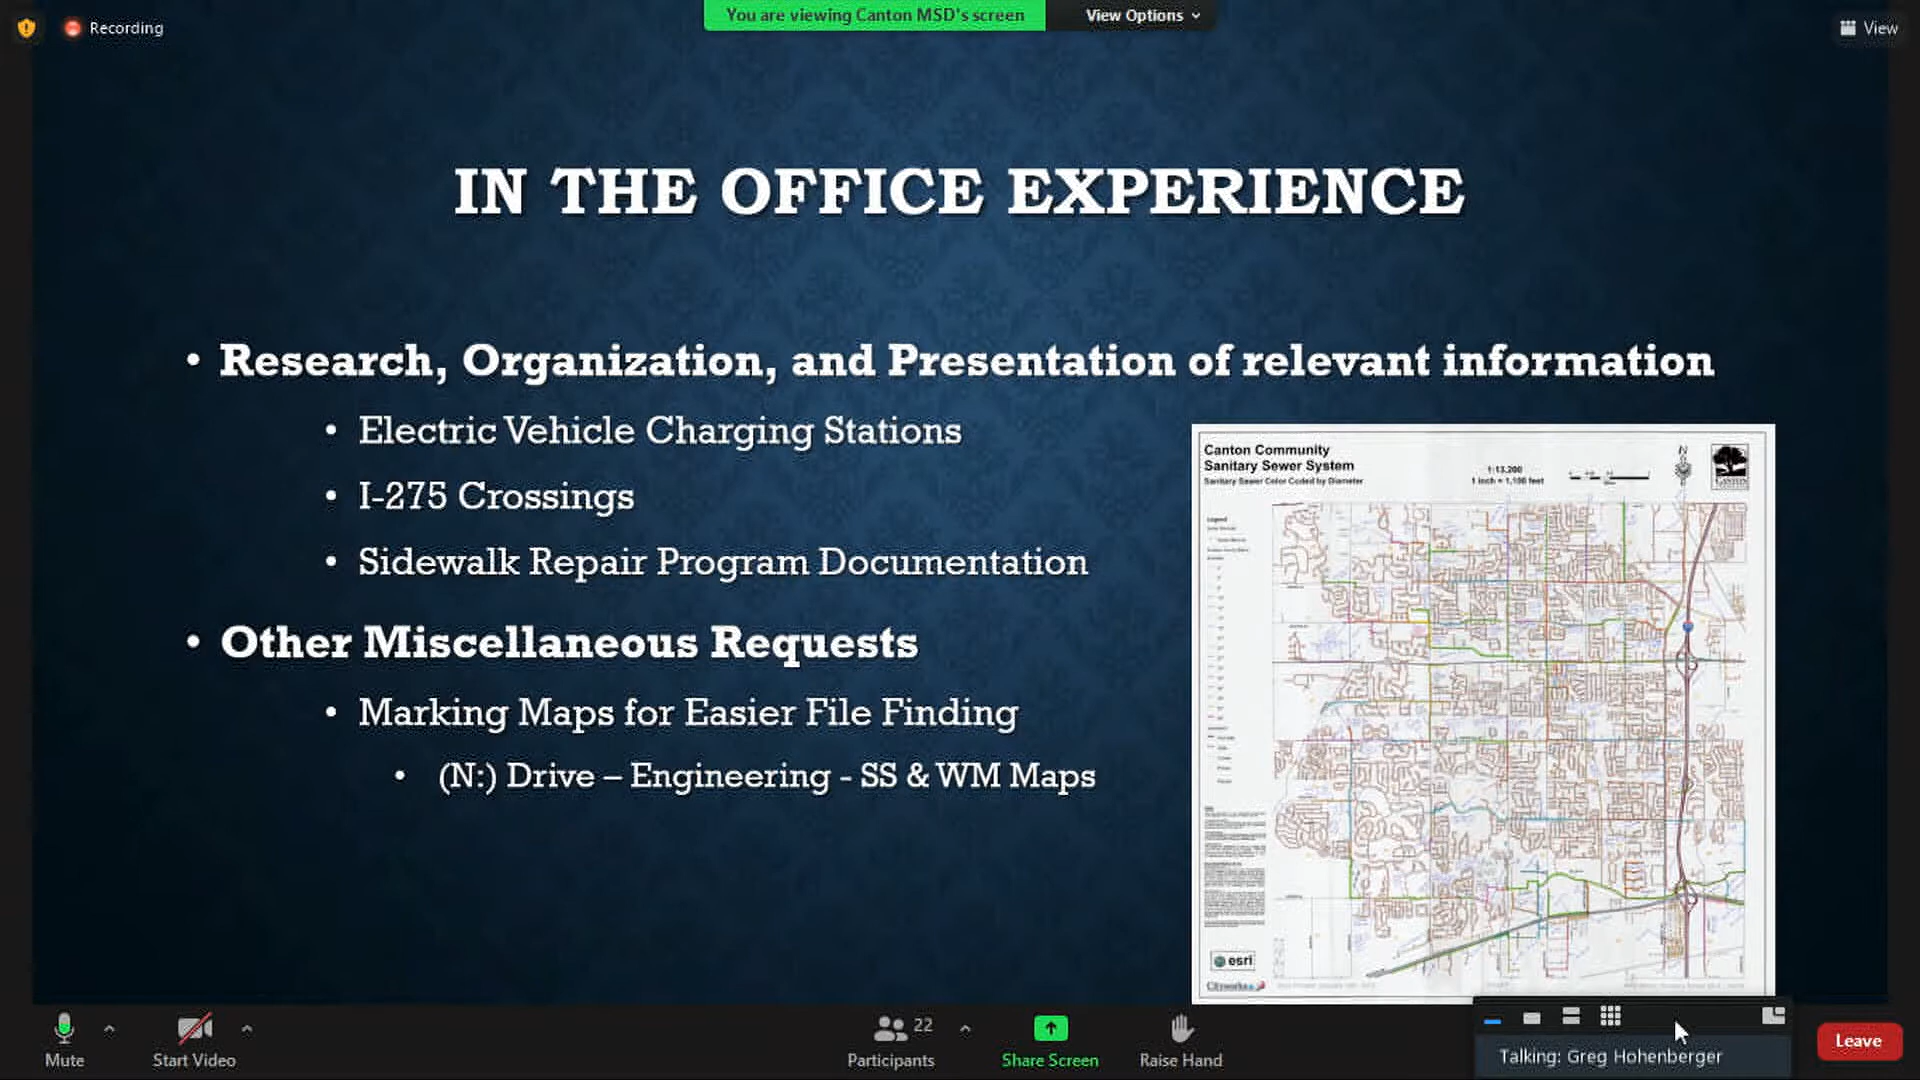 Recording
You are viewing Canton MSD's screen
View Options
View
IN THE OFFICE EXPERIENCE
• Research, Organization, and Presentation of relevant information
• Electric Vehicle Charging Stations
• I-275 Crossings
• Sidewalk Repair Program Documentation
• Other Miscellaneous Requests
• Marking Maps for Easier File Finding
• (N:) Drive – Engineering - SS & WM Maps
Canton Community
Sanitary Sewer System
Sanitary Sewer Color Coded by Diameter
1:13,200
1 inch = 1,100 feet
N
Legend
esri
Cityworks
Mute
Start Video
Participants
22
Share Screen
Raise Hand
Talking: Greg Hohenberger
Leave